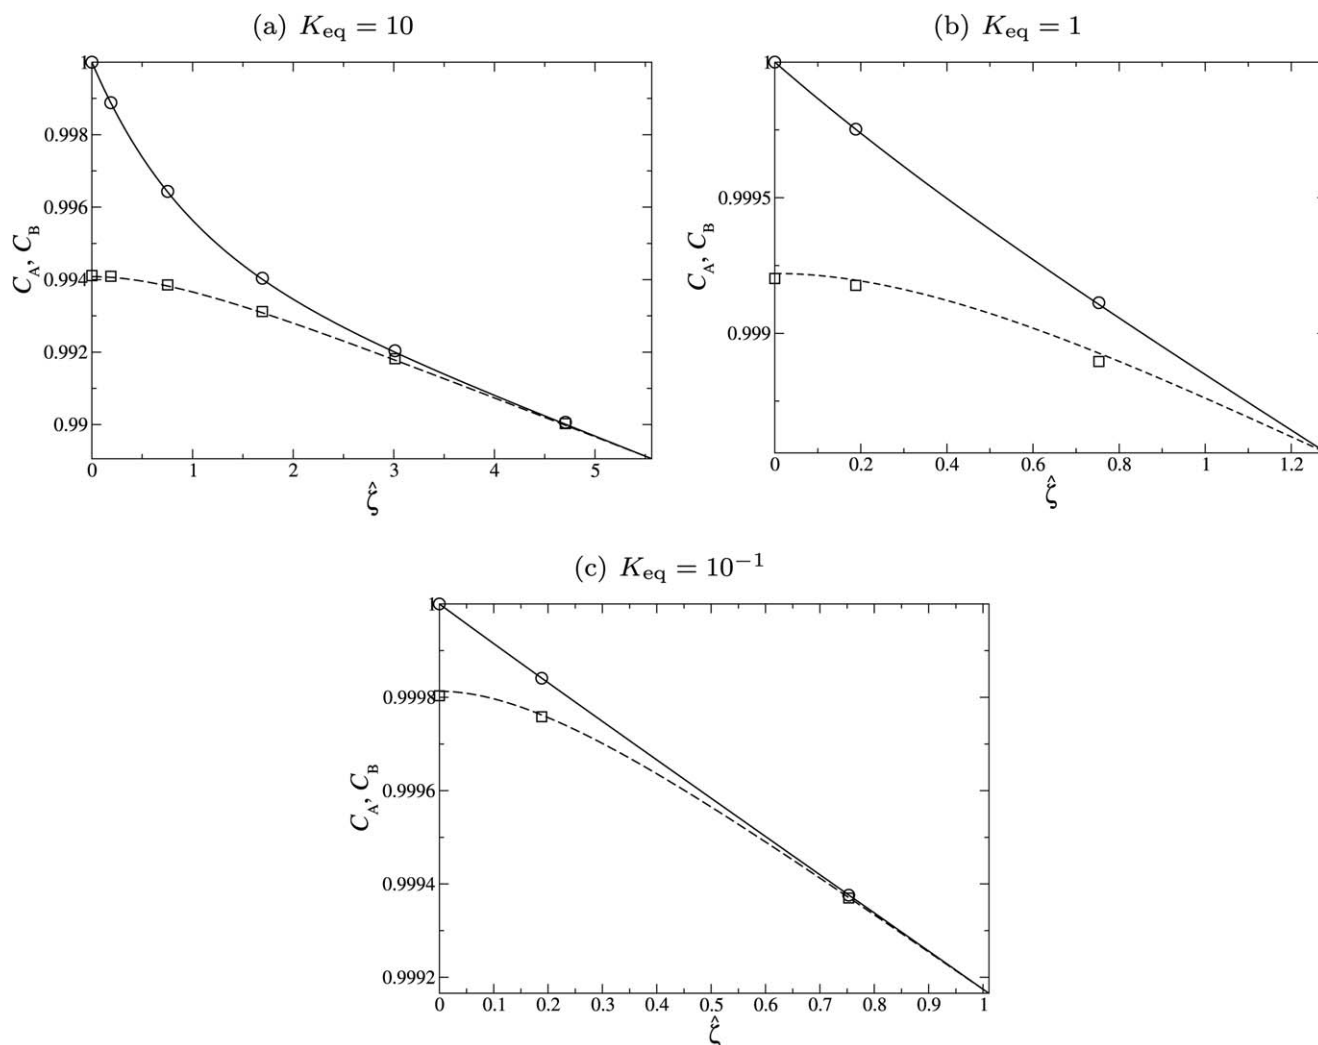 (a) K_eq = 10
1
0.998
0.996
0.994
0.992
0.99
C_A, C_B
0 1 2 3 4 5
ζ̂
(b) K_eq = 1
1
0.9995
0.999
C_A, C_B
0 0.2 0.4 0.6 0.8 1 1.2
ζ̂
(c) K_eq = 10⁻¹
1
0.9998
0.9996
0.9994
0.9992
C_A, C_B
0 0.1 0.2 0.3 0.4 0.5 0.6 0.7 0.8 0.9 1
ζ̂